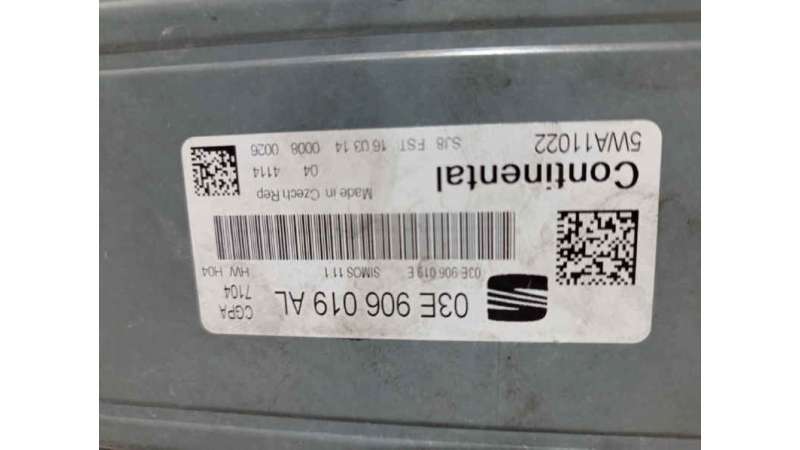 03E 906 019 AL
CGPA
7104
03E 906 019 E SIMOS 11.1 HW H04
Made in Czech Rep
Continental
04 4114
5WA11022
SJ8 FST 16 03 14 0008 0026